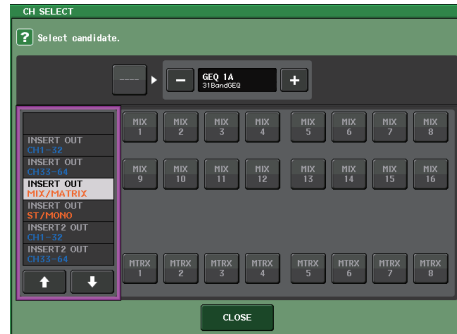 CH SELECT
? Select candidate.
----
GEQ 1A
31BandGEQ
INSERT OUT
CH1-32
INSERT OUT
CH33-64
INSERT OUT
MIX/MATRIX
INSERT OUT
ST/MONO
INSERT2 OUT
CH1-32
INSERT2 OUT
CH33-64
MIX 1 MIX 2 MIX 3 MIX 4 MIX 5 MIX 6 MIX 7 MIX 8
MIX 9 MIX 10 MIX 11 MIX 12 MIX 13 MIX 14 MIX 15 MIX 16
MTRX 1 MTRX 2 MTRX 3 MTRX 4 MTRX 5 MTRX 6 MTRX 7 MTRX 8
CLOSE